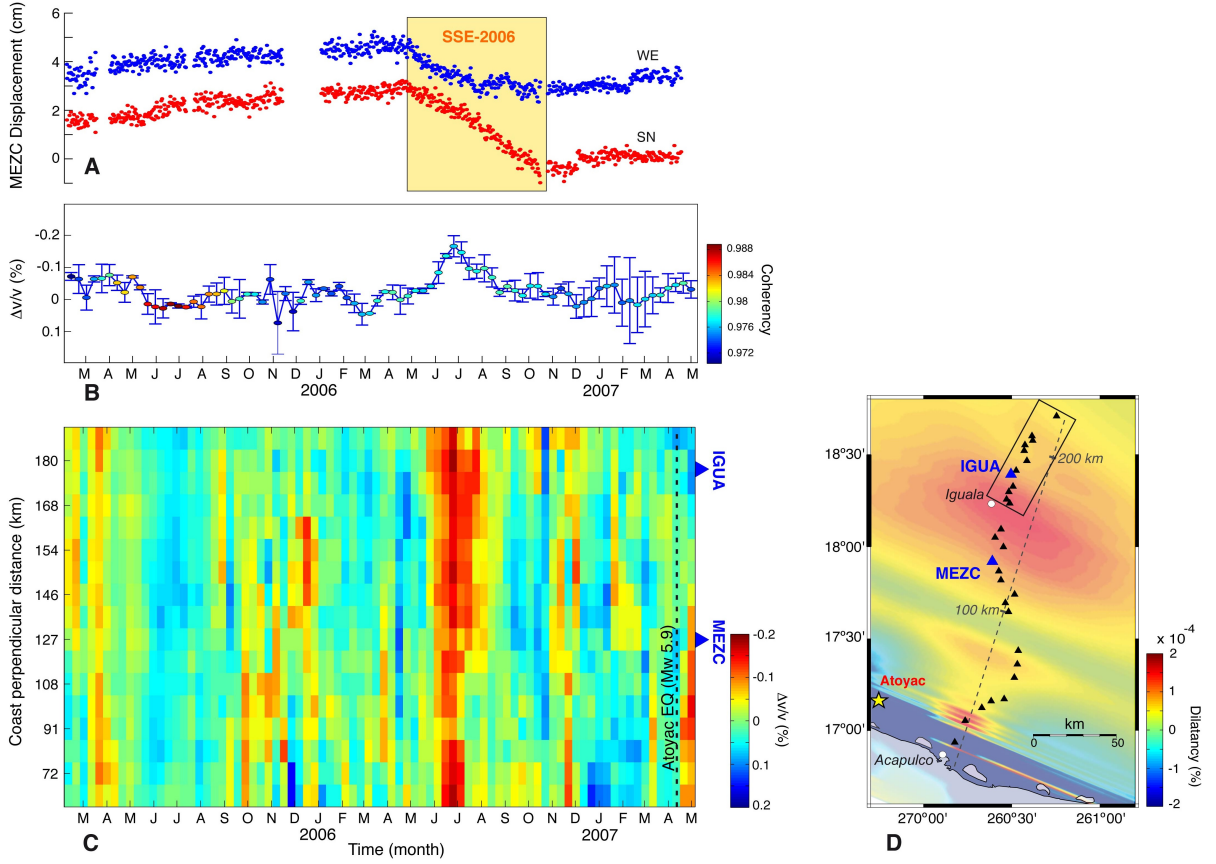 6
4
2
0
MEZC Displacement (cm)
SSE-2006
WE
SN
A
-0.2
-0.1
0
0.1
Δv/v (%)
0.988
0.984
0.98
0.976
0.972
Coherency
M A M J J A S O N D J F M A M J J A S O N D J F M A M
2006 2007
B
180
168
154
146
127
108
91
72
Coast perpendicular distance (km)
IGUA
MEZC
Atoyac EQ (Mw 5.9)
-0.2
-0.1
0
0.1
0.2
Δv/v (%)
M A M J J A S O N D J F M A M J J A S O N D J F M A M
2006 2007
Time (month)
C
18°50'
18°00'
17°50'
17°00'
IGUA
200 km
Iguala
MEZC
100 km
Atoyac
km
0 50
Acapulco
270°00' 260°50' 261°00'
x 10⁻⁴
2
1
0
-1
-2
Dilatancy (%)
D